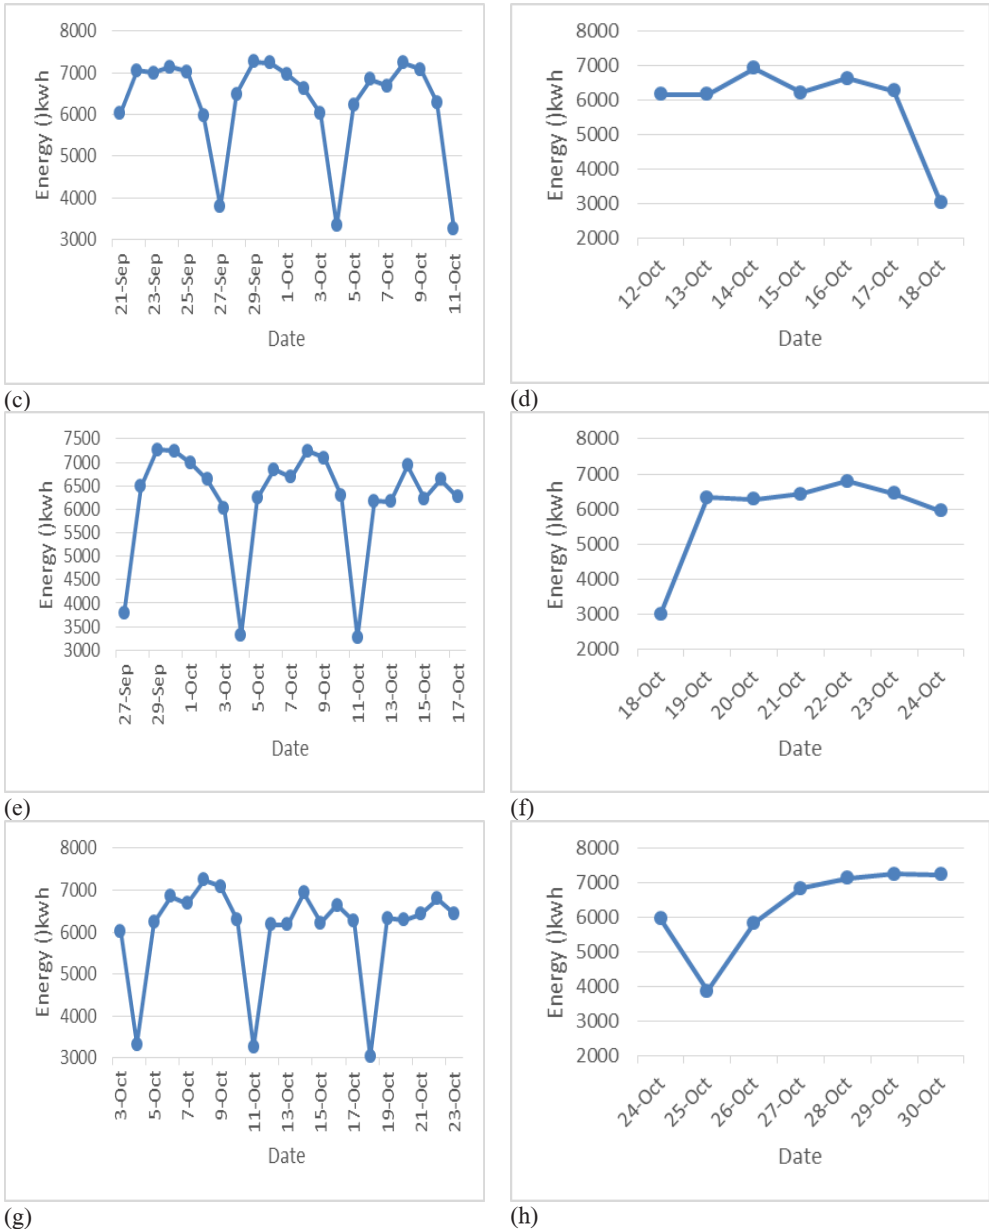 8000
7000
6000
5000
4000
3000
Energy ()kwh
21-Sep
23-Sep
25-Sep
27-Sep
29-Sep
1-Oct
3-Oct
5-Oct
7-Oct
9-Oct
11-Oct
Date
(c)
8000
7000
6000
5000
4000
3000
2000
Energy ()kwh
12-Oct
13-Oct
14-Oct
15-Oct
16-Oct
17-Oct
18-Oct
Date
(d)
7500
7000
6500
6000
5500
5000
4500
4000
3500
3000
Energy ()kwh
27-Sep
29-Sep
1-Oct
3-Oct
5-Oct
7-Oct
9-Oct
11-Oct
13-Oct
15-Oct
17-Oct
Date
(e)
8000
7000
6000
5000
4000
3000
2000
Energy ()kwh
18-Oct
19-Oct
20-Oct
21-Oct
22-Oct
23-Oct
24-Oct
Date
(f)
8000
7000
6000
5000
4000
3000
Energy ()kwh
3-Oct
5-Oct
7-Oct
9-Oct
11-Oct
13-Oct
15-Oct
17-Oct
19-Oct
21-Oct
23-Oct
Date
(g)
8000
7000
6000
5000
4000
3000
2000
Energy ()kwh
24-Oct
25-Oct
26-Oct
27-Oct
28-Oct
29-Oct
30-Oct
Date
(h)